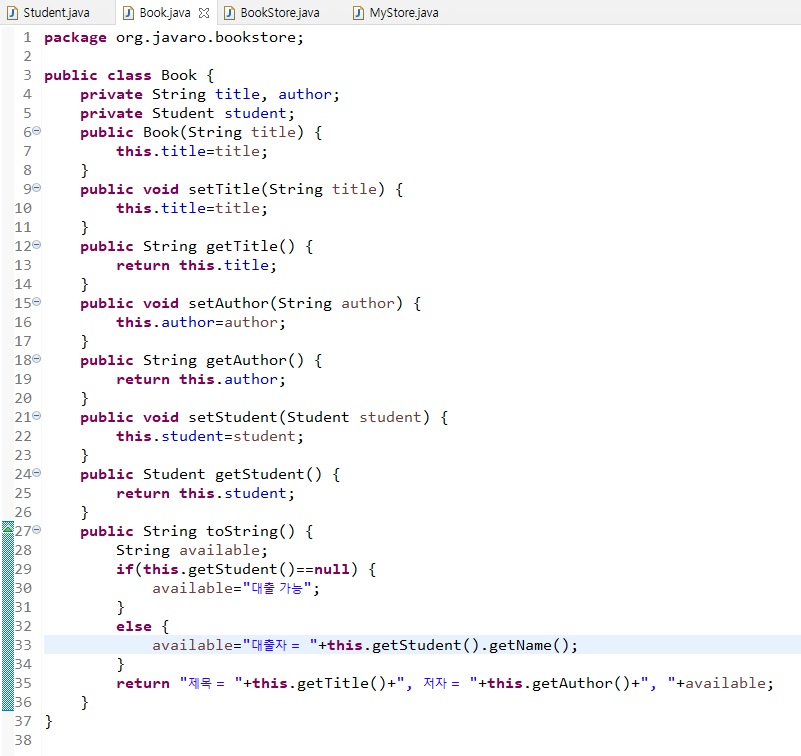 Student.java Book.java BookStore.java MyStore.java
1 package org.javaro.bookstore;
2
3 public class Book {
4     private String title, author;
5     private Student student;
6     public Book(String title) {
7         this.title=title;
8     }
9     public void setTitle(String title) {
10         this.title=title;
11     }
12     public String getTitle() {
13         return this.title;
14     }
15     public void setAuthor(String author) {
16         this.author=author;
17     }
18     public String getAuthor() {
19         return this.author;
20     }
21     public void setStudent(Student student) {
22         this.student=student;
23     }
24     public Student getStudent() {
25         return this.student;
26     }
27     public String toString() {
28         String available;
29         if(this.getStudent()==null) {
30             available="대출 가능";
31         }
32         else {
33             available="대출자 = "+this.getStudent().getName();
34         }
35         return "제목 = "+this.getTitle()+", 저자 = "+this.getAuthor()+", "+available;
36     }
37 }
38